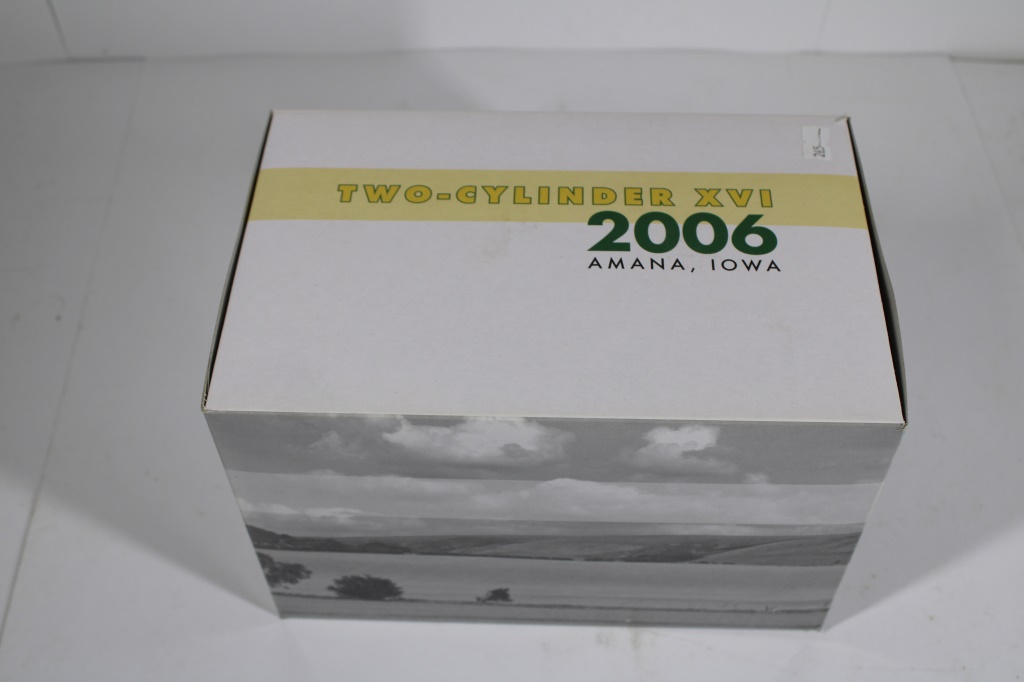 TWO-CYLINDER XVI
2006
AMANA, IOWA